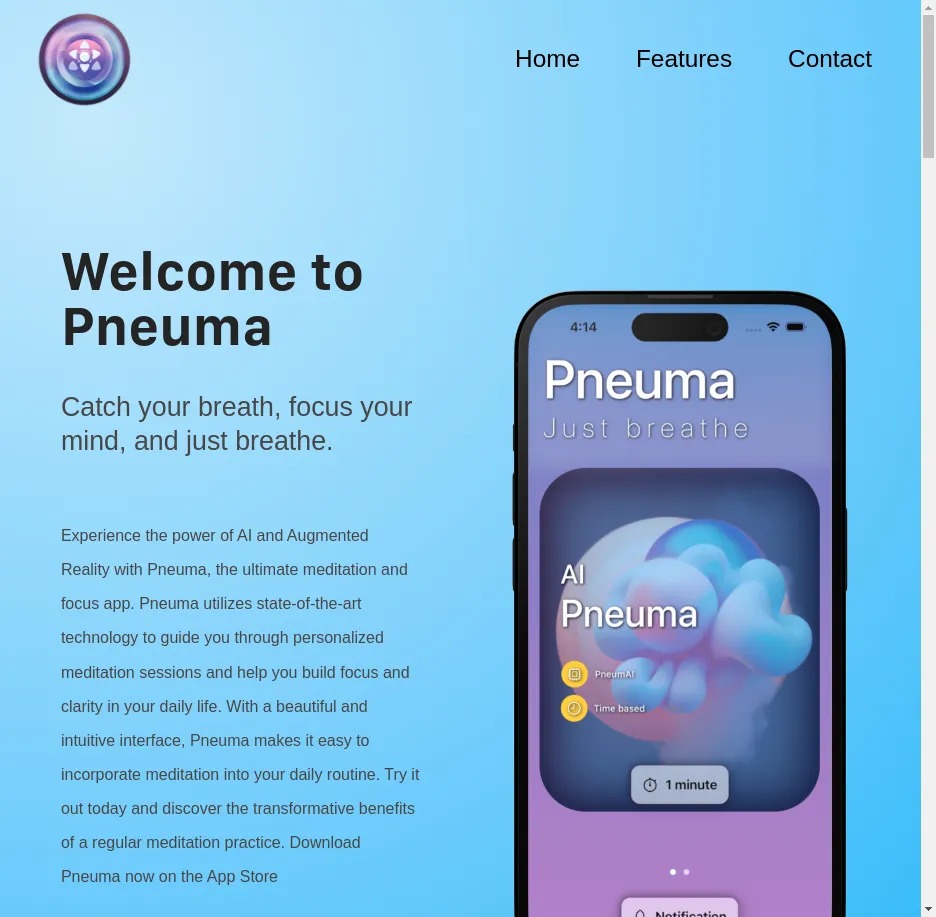 Home Features Contact
Welcome to
Pneuma
Catch your breath, focus your
mind, and just breathe.
Experience the power of AI and Augmented
Reality with Pneuma, the ultimate meditation and
focus app. Pneuma utilizes state-of-the-art
technology to guide you through personalized
meditation sessions and help you build focus and
clarity in your daily life. With a beautiful and
intuitive interface, Pneuma makes it easy to
incorporate meditation into your daily routine. Try it
out today and discover the transformative benefits
of a regular meditation practice. Download
Pneuma now on the App Store
4:14
Pneuma
Just breathe
AI
Pneuma
PneumAI
Time based
1 minute
Notification